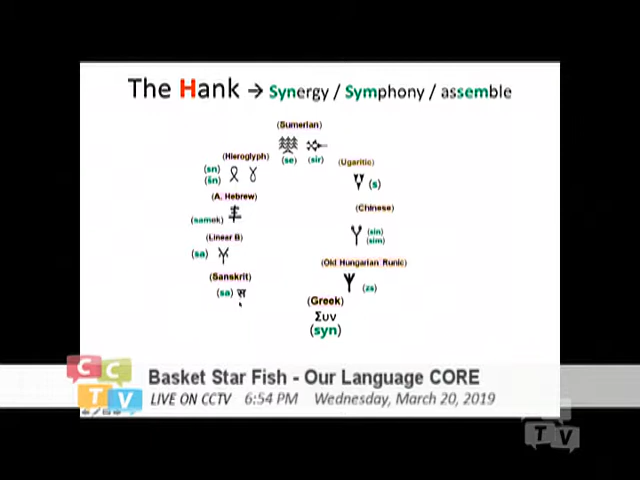 The Hank → Synergy / Symphony / assemble
(Sumerian)
(se) (sir)
(Hieroglyph)
(sn)
(šn)
(Ugaritic)
(s)
(A. Hebrew)
(samek)
(Chinese)
(sin)
(sim)
(Linear B)
(sa)
(Old Hungarian Runic)
(zs)
(Sanskrit)
(sa) स
(Greek)
Συν
(syn)
CCTV
Basket Star Fish - Our Language CORE
LIVE ON CCTV 6:54 PM Wednesday, March 20, 2019
TV